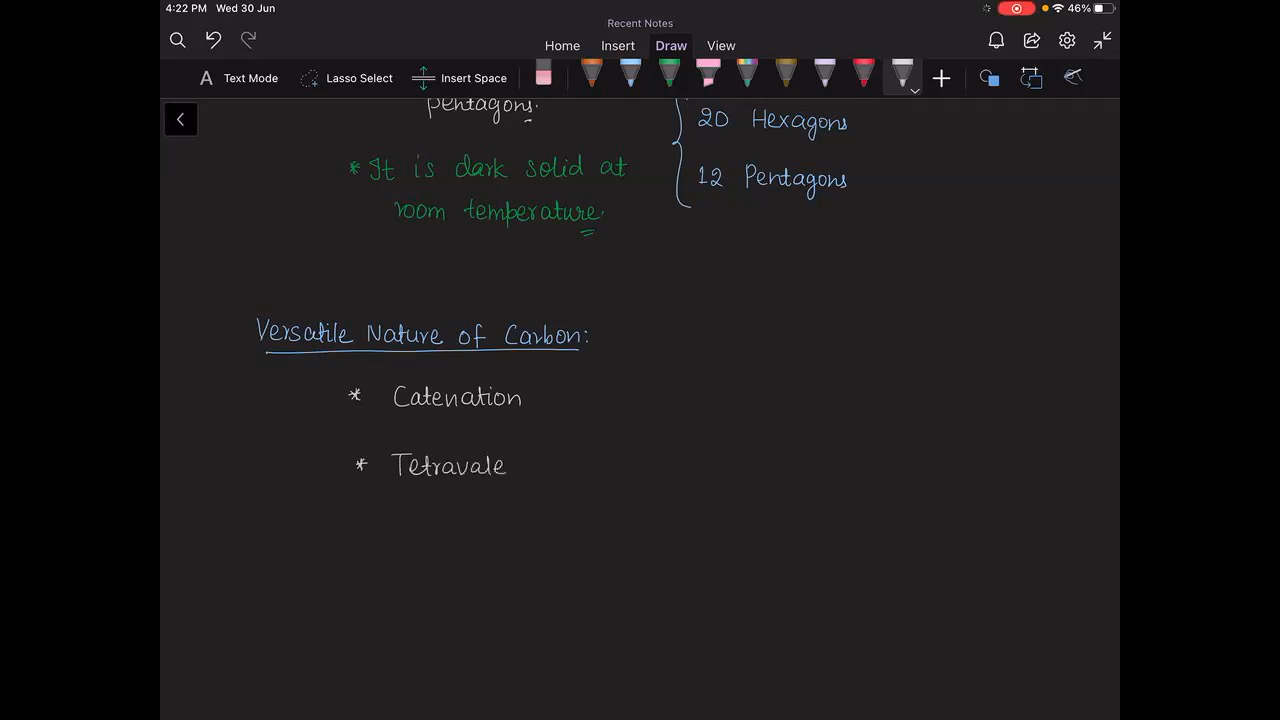 4:22 PM Wed 30 Jun
46%
Recent Notes
Home Insert Draw View
A Text Mode Lasso Select Insert Space
pentagons.
* It is dark solid at
room temperature.
20 Hexagons
12 Pentagons
Versatile Nature of Carbon:
* Catenation
* Tetravale